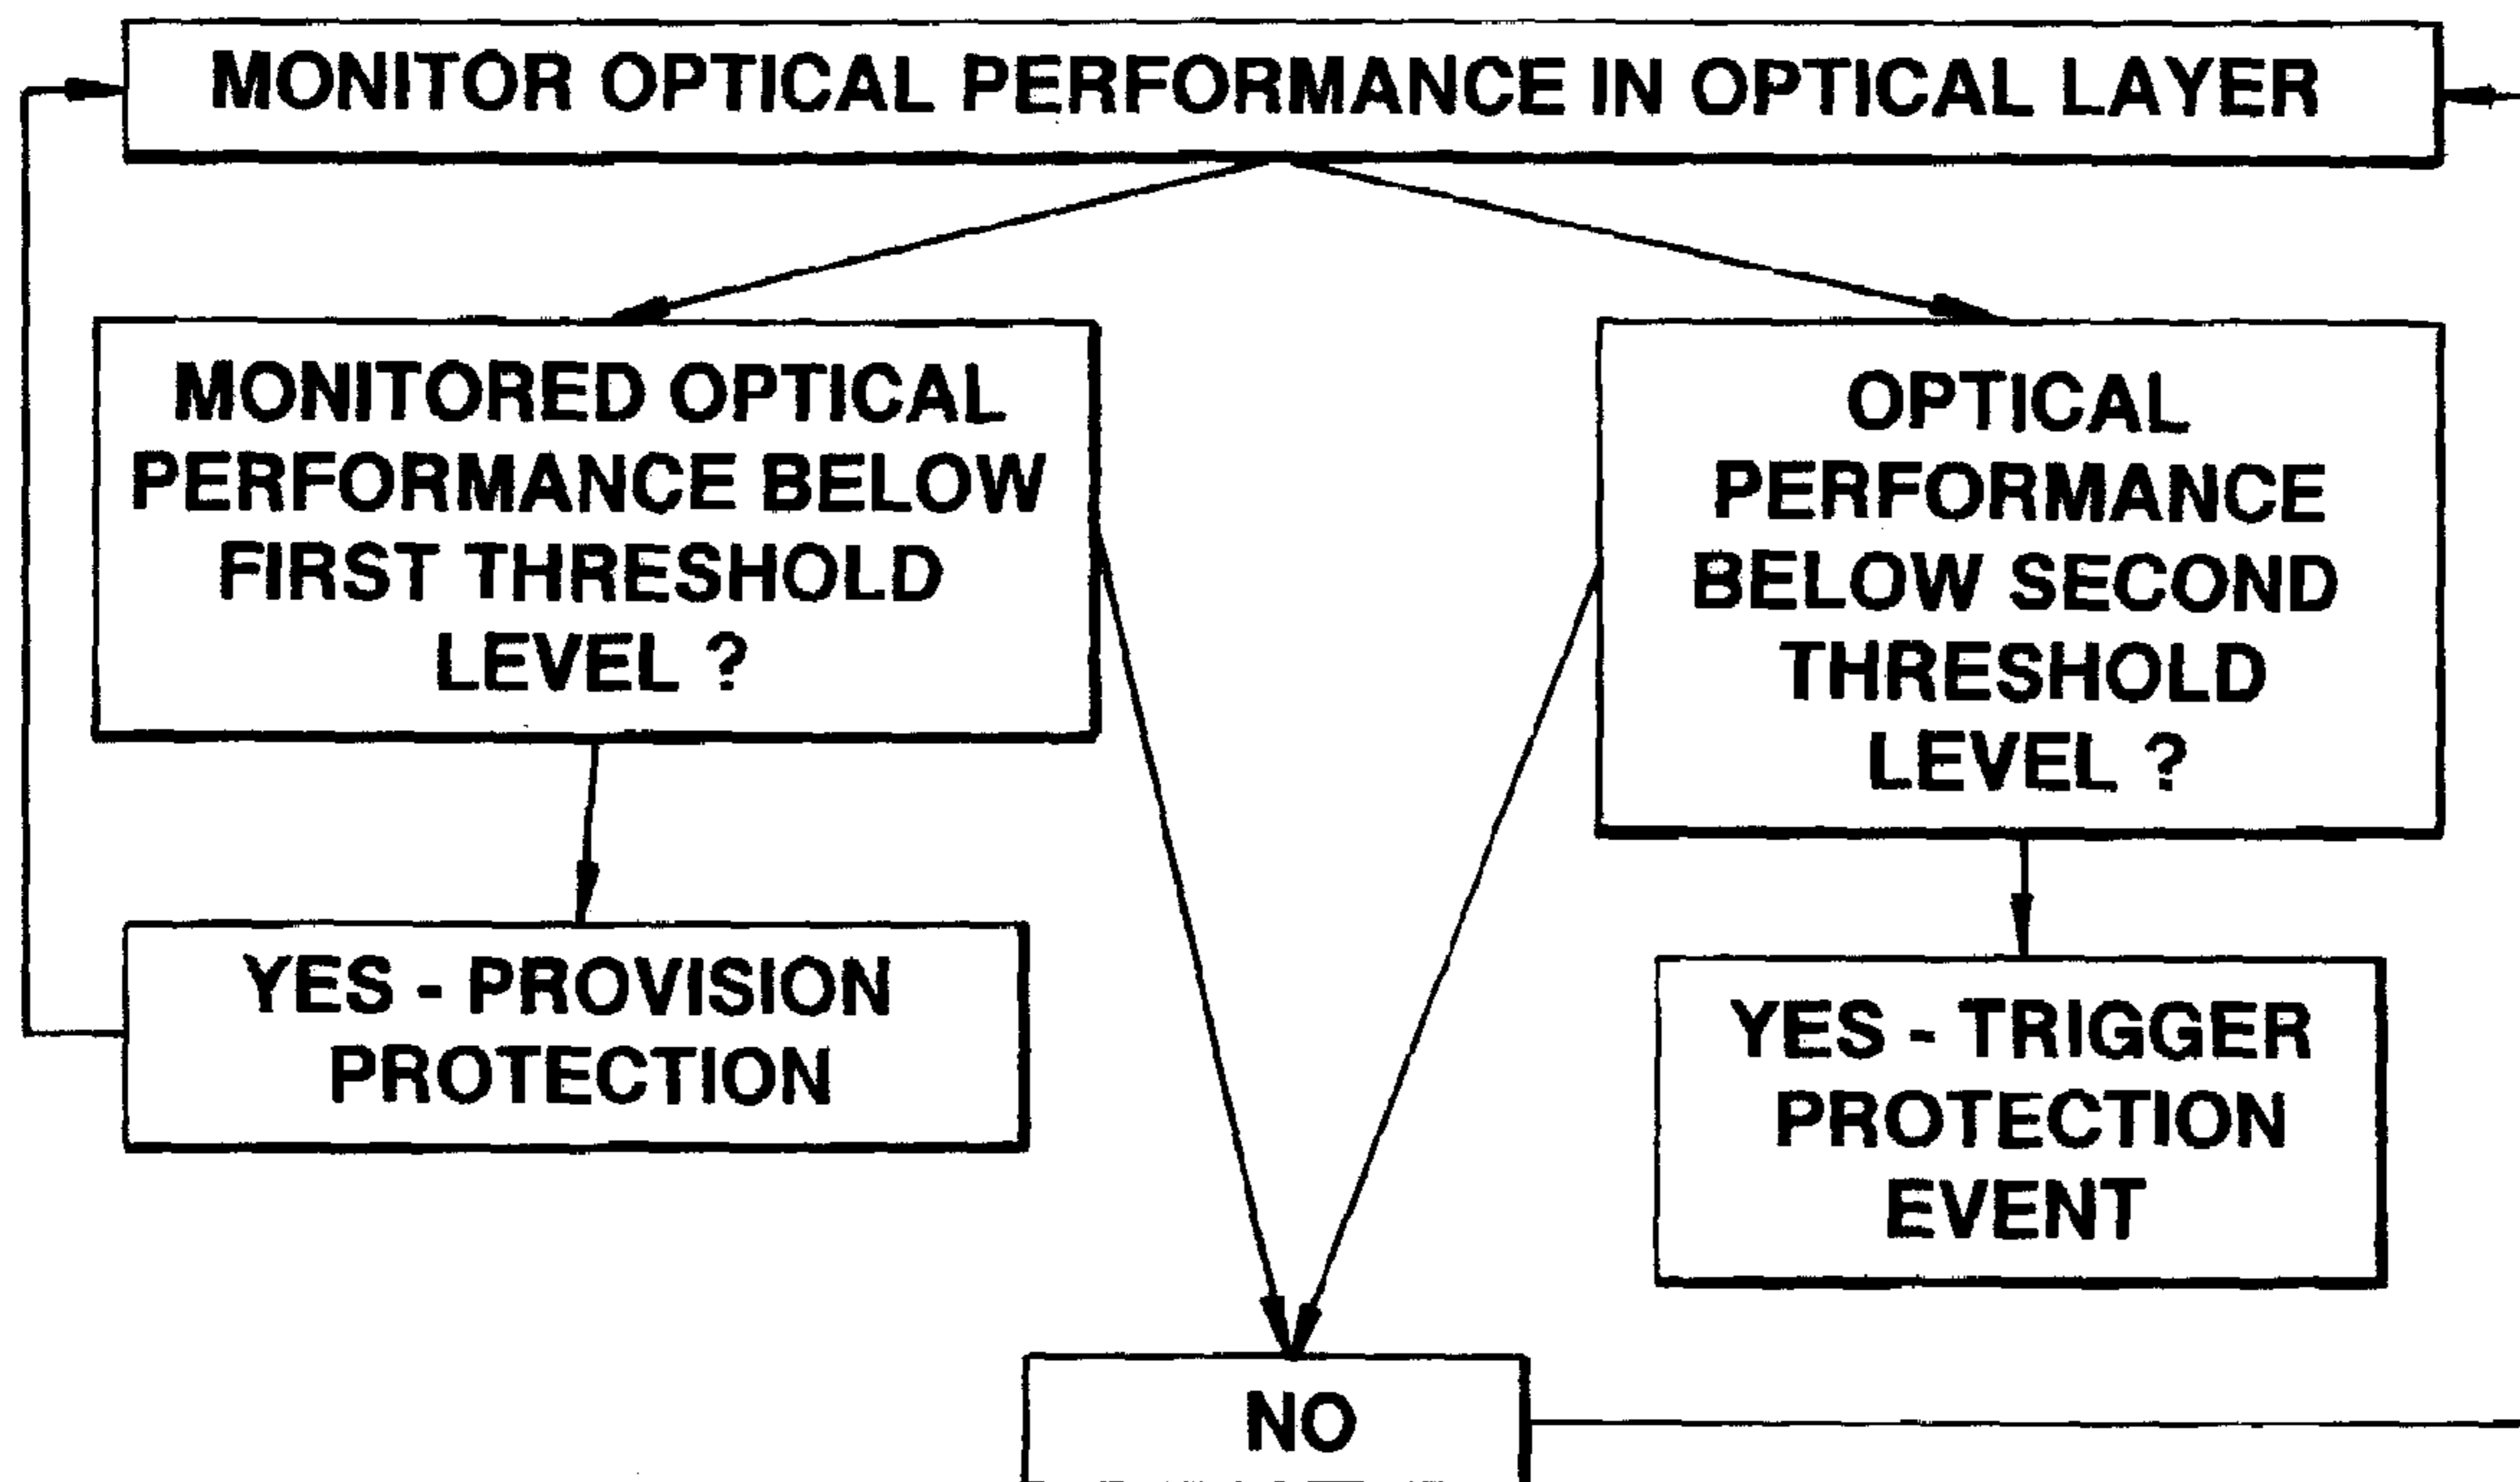 MONITOR OPTICAL PERFORMANCE IN OPTICAL LAYER
MONITORED OPTICAL
PERFORMANCE BELOW
FIRST THRESHOLD
LEVEL ?
OPTICAL
PERFORMANCE
BELOW SECOND
THRESHOLD
LEVEL ?
YES - PROVISION
PROTECTION
YES - TRIGGER
PROTECTION
EVENT
NO